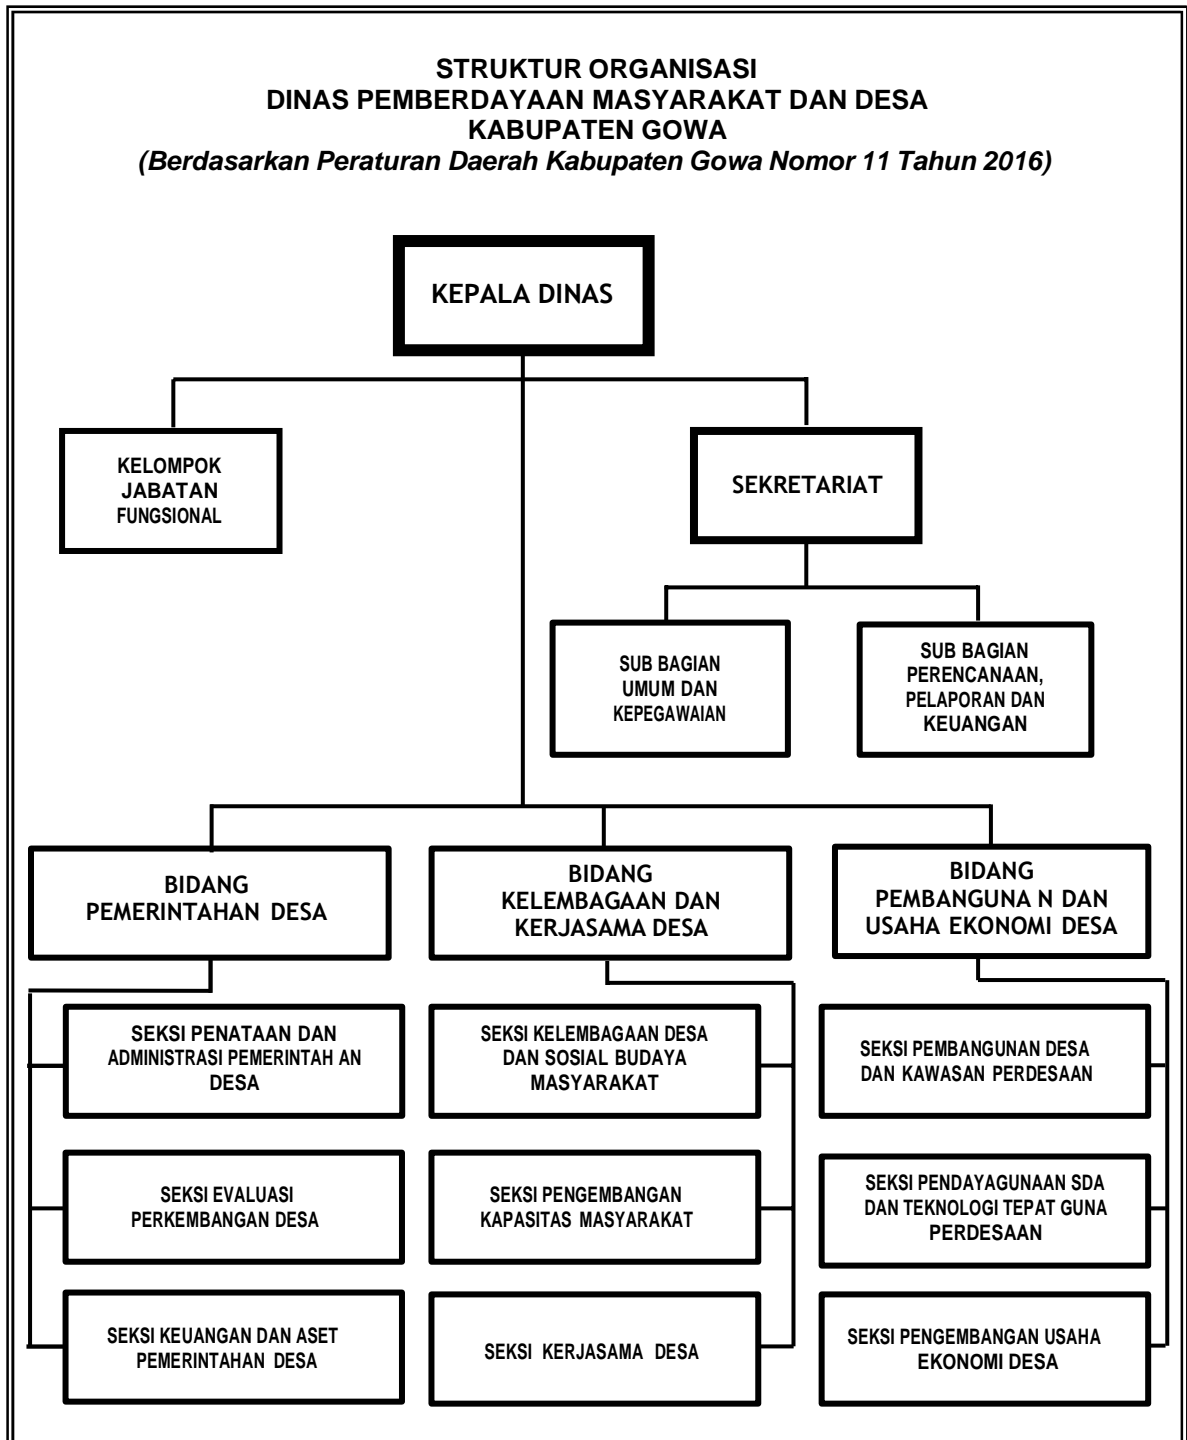 STRUKTUR ORGANISASI
DINAS PEMBERDAYAAN MASYARAKAT DAN DESA
KABUPATEN GOWA
(Berdasarkan Peraturan Daerah Kabupaten Gowa Nomor 11 Tahun 2016)
KEPALA DINAS
KELOMPOK
JABATAN
FUNGSIONAL
SEKRETARIAT
SUB BAGIAN
UMUM DAN
KEPEGAWAIAN
SUB BAGIAN
PERENCANAAN,
PELAPORAN DAN
KEUANGAN
BIDANG
PEMERINTAHAN DESA
BIDANG
KELEMBAGAAN DAN
KERJASAMA DESA
BIDANG
PEMBANGUNA N DAN
USAHA EKONOMI DESA
SEKSI PENATAAN DAN
ADMINISTRASI PEMERINTAH AN
DESA
SEKSI KELEMBAGAAN DESA
DAN SOSIAL BUDAYA
MASYARAKAT
SEKSI PEMBANGUNAN DESA
DAN KAWASAN PERDESAAN
SEKSI EVALUASI
PERKEMBANGAN DESA
SEKSI PENGEMBANGAN
KAPASITAS MASYARAKAT
SEKSI PENDAYAGUNAAN SDA
DAN TEKNOLOGI TEPAT GUNA
PERDESAAN
SEKSI KEUANGAN DAN ASET
PEMERINTAHAN DESA
SEKSI KERJASAMA DESA
SEKSI PENGEMBANGAN USAHA
EKONOMI DESA